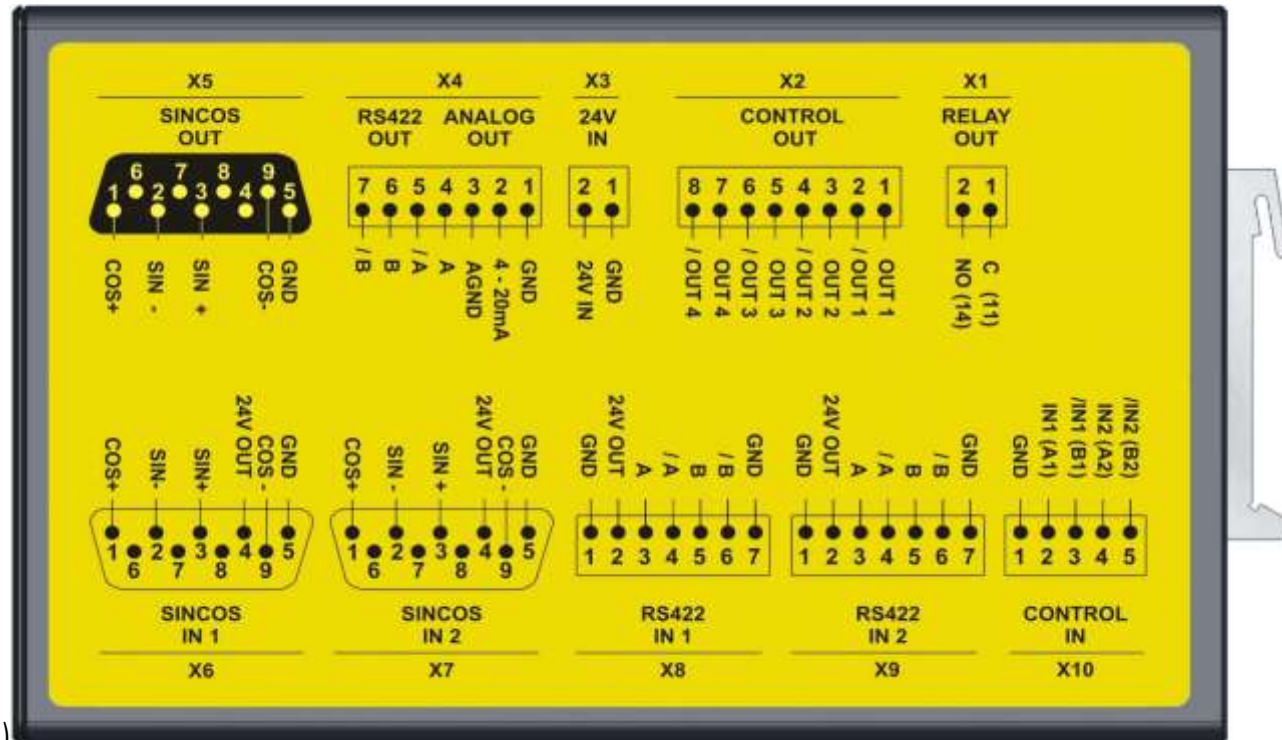 X5 X4 X3 X2 X1
SINCOS OUT
RS422 OUT
ANALOG OUT
24V IN
CONTROL OUT
RELAY OUT
6 7 8 9
1 2 3 4 5
7 6 5 4 3 2 1
2 1
8 7 6 5 4 3 2 1
2 1
COS+
SIN -
SIN +
COS-
GND
/ B
B
/ A
A
AGND
4 - 20mA
GND
24V IN
GND
/ OUT 4
OUT 4
/ OUT 3
OUT 3
/ OUT 2
OUT 2
/ OUT 1
OUT 1
NO (14)
C (11)
COS+
SIN-
SIN+
24V OUT
COS -
GND
COS+
SIN -
SIN +
24V OUT
COS -
GND
GND
24V OUT
A
/ A
B
/ B
GND
GND
24V OUT
A
/ A
B
/ B
GND
GND
IN1 (A1)
/IN1 (B1)
IN2 (A2)
/IN2 (B2)
1 2 3 4 5
6 7 8 9
1 2 3 4 5
6 7 8 9
1 2 3 4 5 6 7
1 2 3 4 5 6 7
1 2 3 4 5
SINCOS IN 1
SINCOS IN 2
RS422 IN 1
RS422 IN 2
CONTROL IN
X6 X7 X8 X9 X10
)